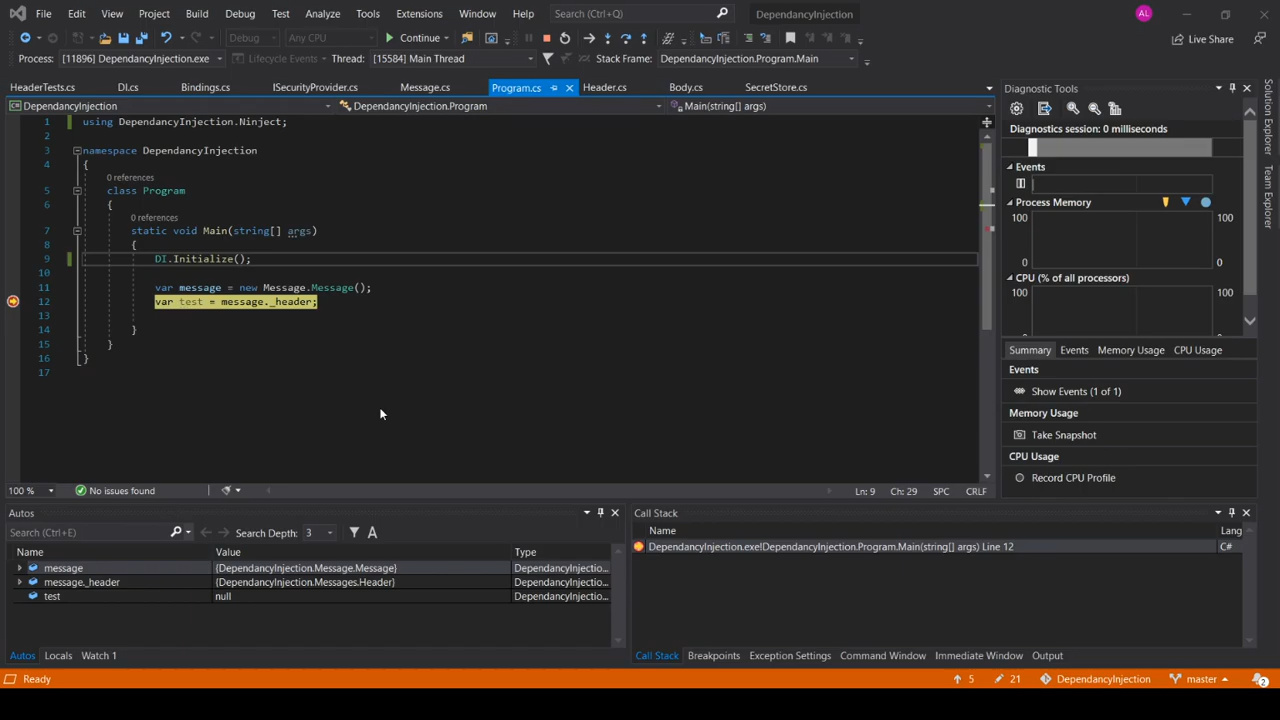 File Edit View Project Build Debug Test Analyze Tools Extensions Window Help Search (Ctrl+Q) DependancyInjection AL
Debug Any CPU Continue Live Share
Process: [11896] DependancyInjection.exe Lifecycle Events Thread: [15584] Main Thread Stack Frame: DependancyInjection.Program.Main
HeaderTests.cs DI.cs Bindings.cs ISecurityProvider.cs Message.cs Program.cs Header.cs Body.cs SecretStore.cs
DependancyInjection DependancyInjection.Program Main(string[] args)
1 using DependancyInjection.Ninject;
2
3 namespace DependancyInjection
4 {
0 references
5 class Program
6 {
0 references
7 static void Main(string[] args)
8 {
9 DI.Initialize();
10
11 var message = new Message.Message();
12 var test = message._header;
13
14 }
15 }
16 }
17
100 % No issues found Ln: 9 Ch: 29 SPC CRLF
Diagnostic Tools
Diagnostics session: 0 milliseconds
Events
Process Memory
100 100
0 0
CPU (% of all processors)
100 100
0 0
Summary Events Memory Usage CPU Usage
Events
Show Events (1 of 1)
Memory Usage
Take Snapshot
CPU Usage
Record CPU Profile
Solution Explorer
Team Explorer
Autos
Search (Ctrl+E) Search Depth: 3
Name Value Type
message {DependancyInjection.Message.Message} DependancyInjectio...
message._header {DependancyInjection.Messages.Header} DependancyInjectio...
test null DependancyInjectio...
Autos Locals Watch 1
Call Stack
Name Lang
DependancyInjection.exe!DependancyInjection.Program.Main(string[] args) Line 12 C#
Call Stack Breakpoints Exception Settings Command Window Immediate Window Output
Ready 5 21 DependancyInjection master 2